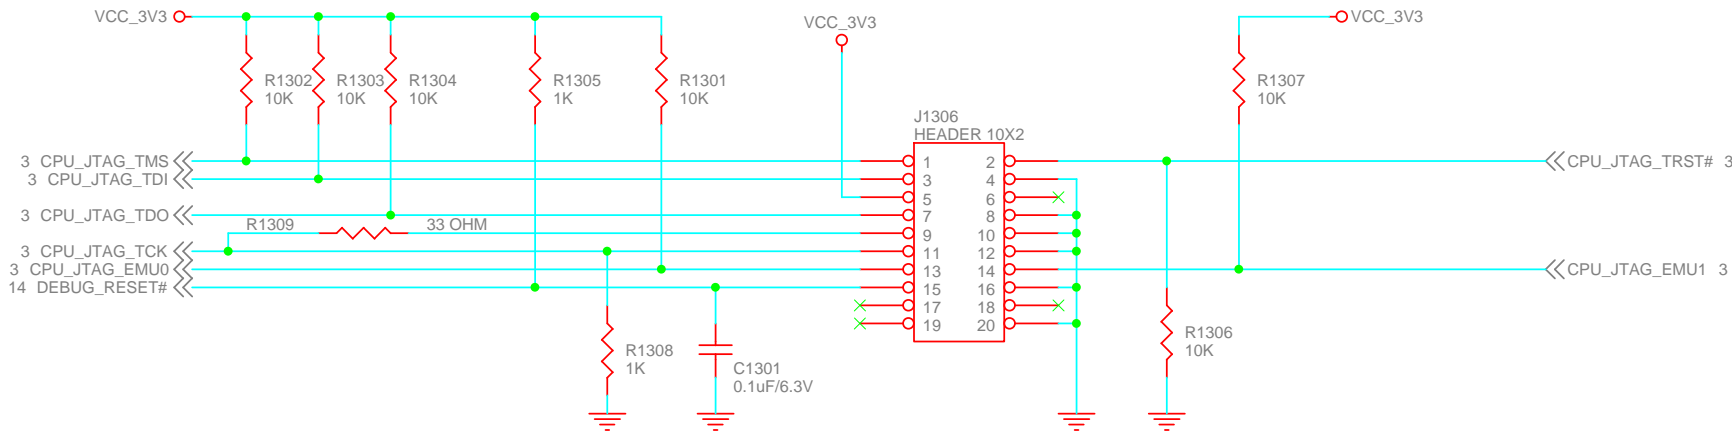 VCC_3V3
VCC_3V3
VCC_3V3
R1302
10K
R1303
10K
R1304
10K
R1305
1K
R1301
10K
R1307
10K
J1306
HEADER 10X2
3 CPU_JTAG_TMS
1 2
CPU_JTAG_TRST# 3
3 CPU_JTAG_TDI
3 4
5 6
3 CPU_JTAG_TDO
7 8
R1309 33 OHM
9 10
3 CPU_JTAG_TCK
11 12
3 CPU_JTAG_EMU0
13 14
CPU_JTAG_EMU1 3
14 DEBUG_RESET#
15 16
17 18
19 20
R1308
1K
C1301
0.1uF/6.3V
R1306
10K